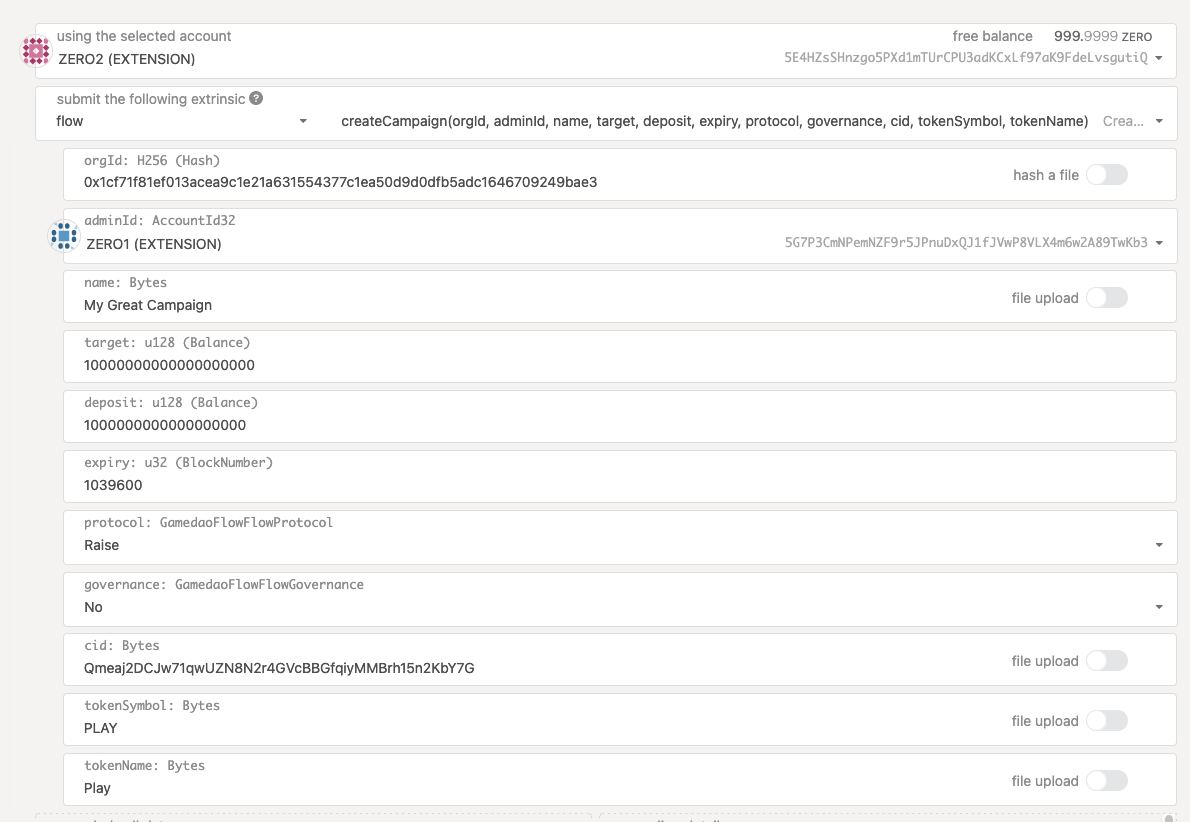 using the selected account
free balance 999.9999 ZERO
ZERO2 (EXTENSION)
5E4HZsSHnzgo5PXd1mTUrCPU3adKCxLf97aK9FdeLvsgutiQ
submit the following extrinsic ?
flow
createCampaign(orgId, adminId, name, target, deposit, expiry, protocol, governance, cid, tokenSymbol, tokenName) Crea...
orgId: H256 (Hash)
0x1cf71f81ef013acea9c1e21a631554377c1ea50d9d0dfb5adc1646709249bae3
hash a file
adminId: AccountId32
ZERO1 (EXTENSION)
5G7P3CmNPemNZF9r5JPnuDxQJ1fJVwP8VLX4m6wZA89TwKb3
name: Bytes
My Great Campaign
file upload
target: u128 (Balance)
10000000000000000000
deposit: u128 (Balance)
1000000000000000000
expiry: u32 (BlockNumber)
1039600
protocol: GamedaoFlowFlowProtocol
Raise
governance: GamedaoFlowFlowGovernance
No
cid: Bytes
Qmeaj2DCJw71qwUZN8N2r4GVcBBGfqiyMMBrh15n2KbY7G
file upload
tokenSymbol: Bytes
PLAY
file upload
tokenName: Bytes
Play
file upload